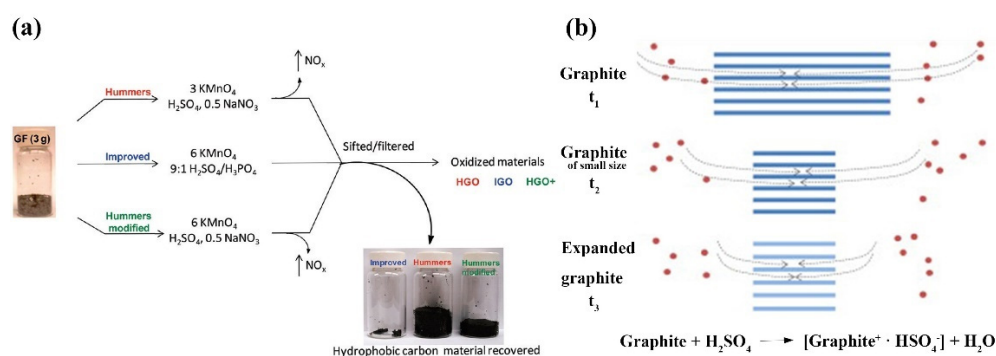 (a)
NOₓ
Hummers
3 KMnO₄
H₂SO₄, 0.5 NaNO₃
GF (3 g)
Improved
6 KMnO₄
9:1 H₂SO₄/H₃PO₄
Sifted/filtered
Oxidized materials
HGO IGO HGO+
Hummers
modified
6 KMnO₄
H₂SO₄, 0.5 NaNO₃
NOₓ
Improved Hummers Hummers
modified
Hydrophobic carbon material recovered
(b)
Graphite
t₁
Graphite
of small size
t₂
Expanded
graphite
t₃
Graphite + H₂SO₄ → [Graphite⁺ · HSO₄⁻] + H₂O